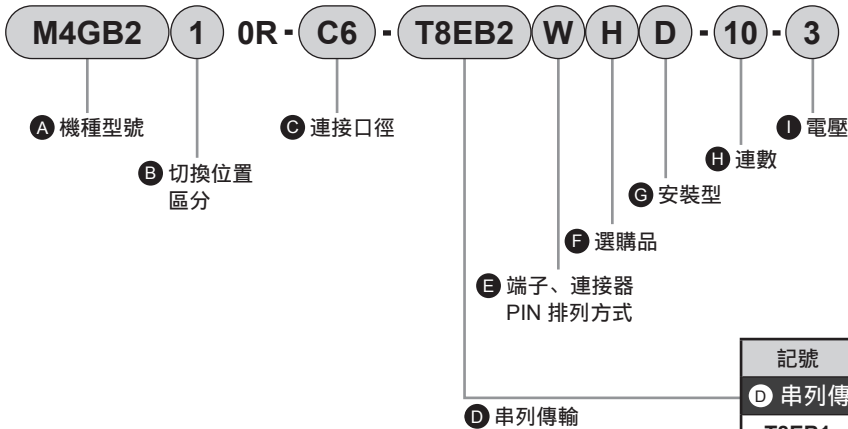 M4GB2 1 0R - C6 - T8EB2 W H D - 10 - 3
A 機種型號
C 連接口徑
I 電壓
B 切換位置
區分
H 連數
G 安裝型
F 選購品
E 端子、連接器
PIN 排列方式
D 串列傳輸
記號
D 串列傳